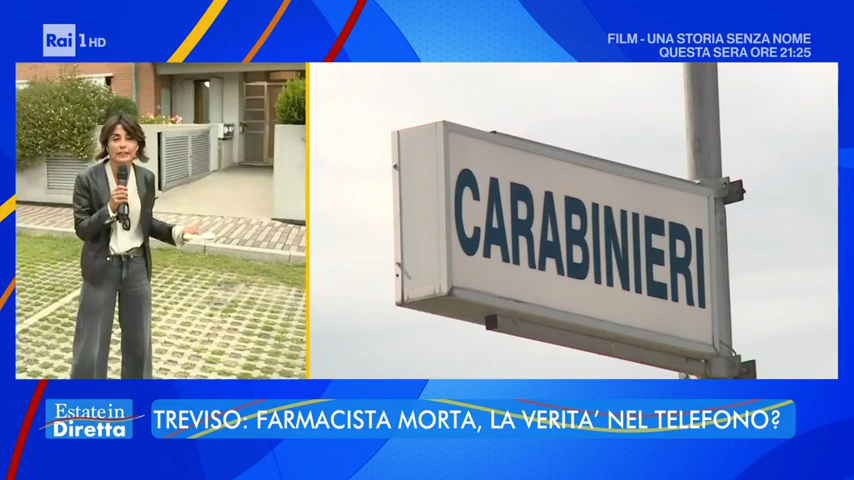 Rai 1 HD
FILM - UNA STORIA SENZA NOME
QUESTA SERA ORE 21:25
CARABINIERI
Estate in
Diretta
TREVISO: FARMACISTA MORTA, LA VERITA' NEL TELEFONO?